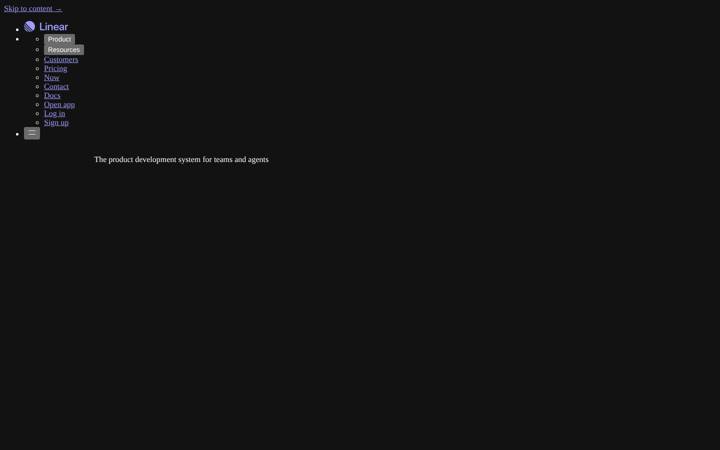 Skip to content →
Linear
Product
Resources
Customers
Pricing
Now
Contact
Docs
Open app
Log in
Sign up
The product development system for teams and agents